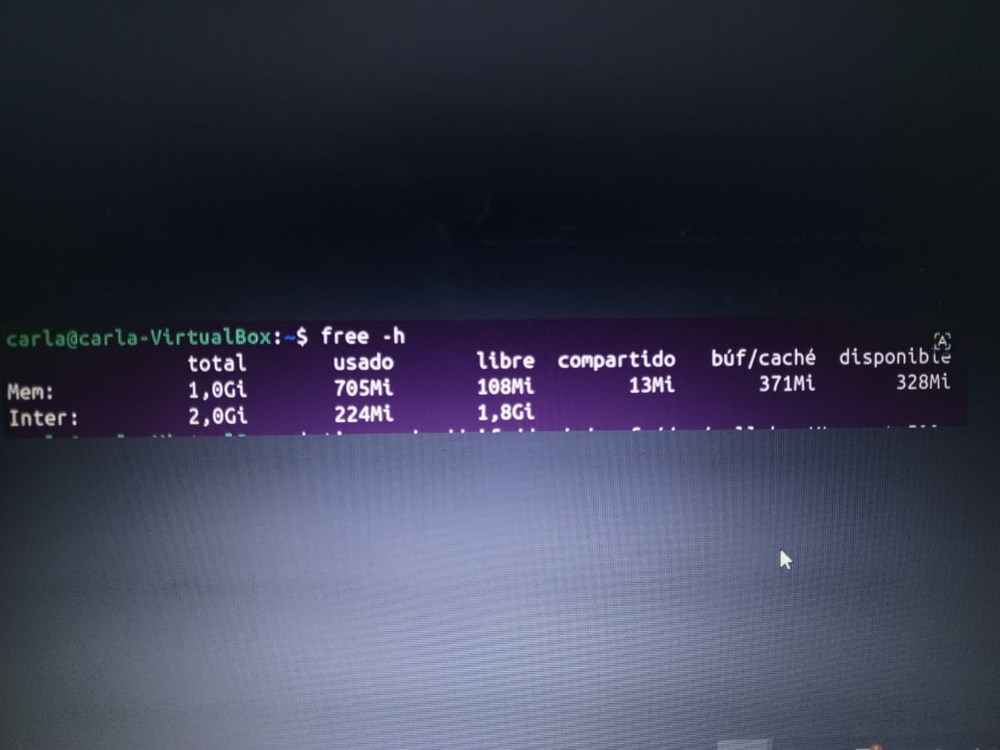 carla@carla-VirtualBox:~$ free -h
total usado libre compartido búf/caché disponible
Mem: 1,0Gi 705Mi 108Mi 13Mi 371Mi 328Mi
Inter: 2,0Gi 224Mi 1,8Gi